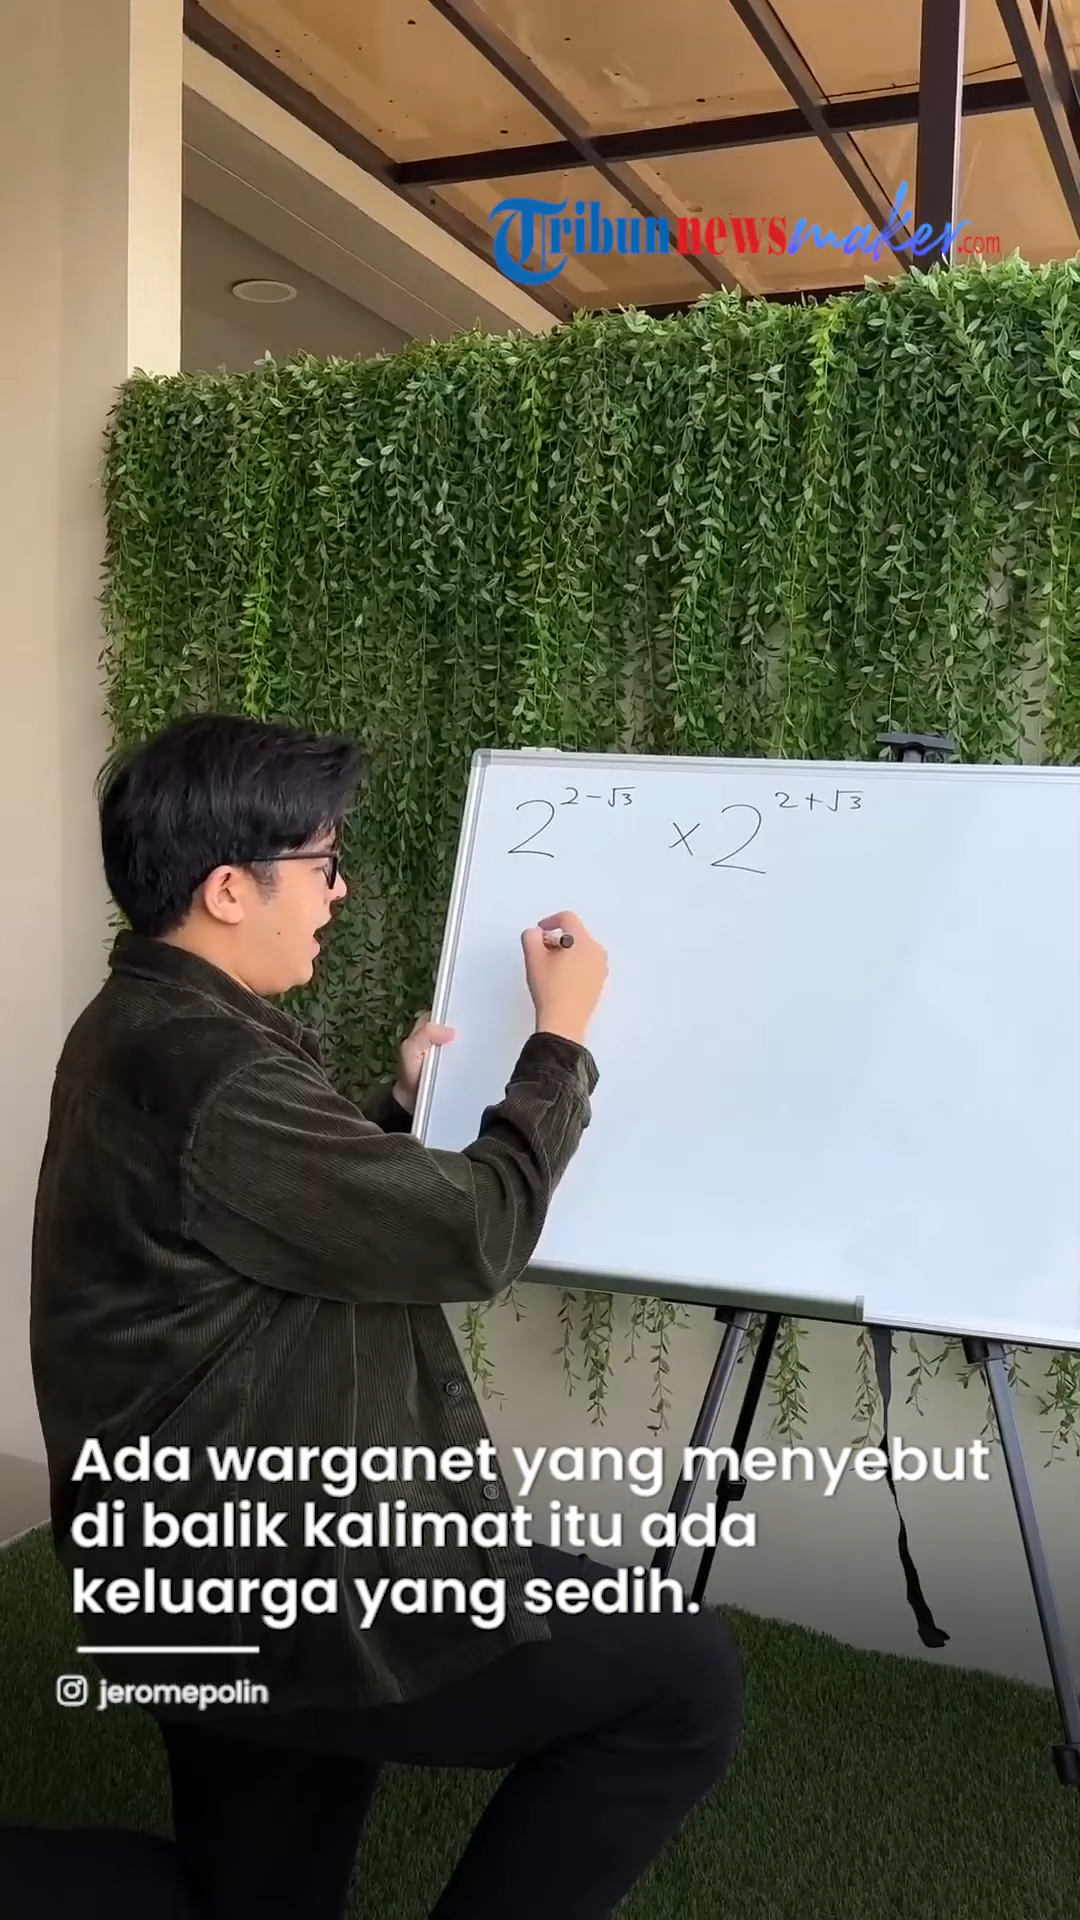 Tribunnewsmaker.com
2^{2-√3} × 2^{2+√3}
Ada warganet yang menyebut
di balik kalimat itu ada
keluarga yang sedih.
jeromepolin